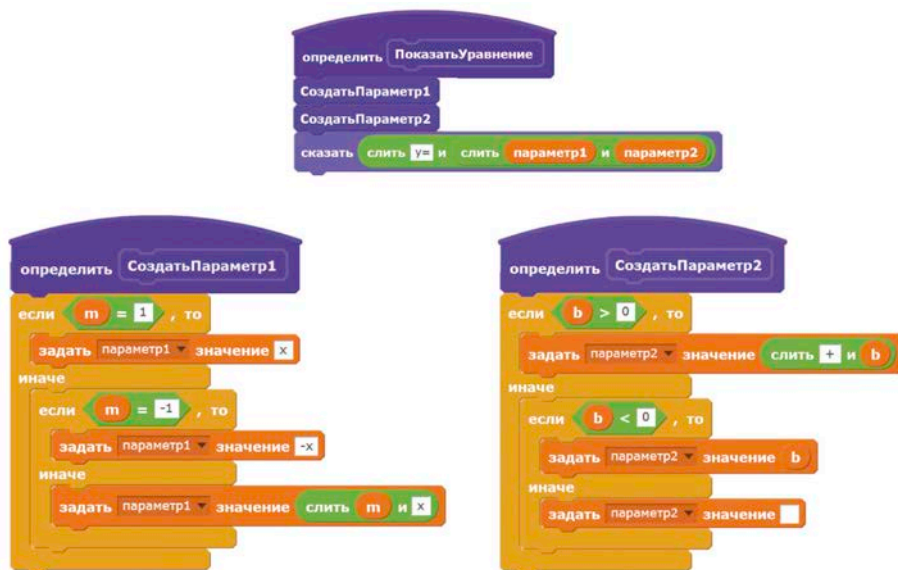 определить ПоказатьУравнение
СоздатьПараметр1
СоздатьПараметр2
сказать слить y= и слить параметр1 и параметр2
определить СоздатьПараметр1
если m = 1 , то
задать параметр1 значение x
иначе
если m = -1 , то
задать параметр1 значение -x
иначе
задать параметр1 значение слить m и x
определить СоздатьПараметр2
если b > 0 , то
задать параметр2 значение слить + и b
иначе
если b < 0 , то
задать параметр2 значение b
иначе
задать параметр2 значение